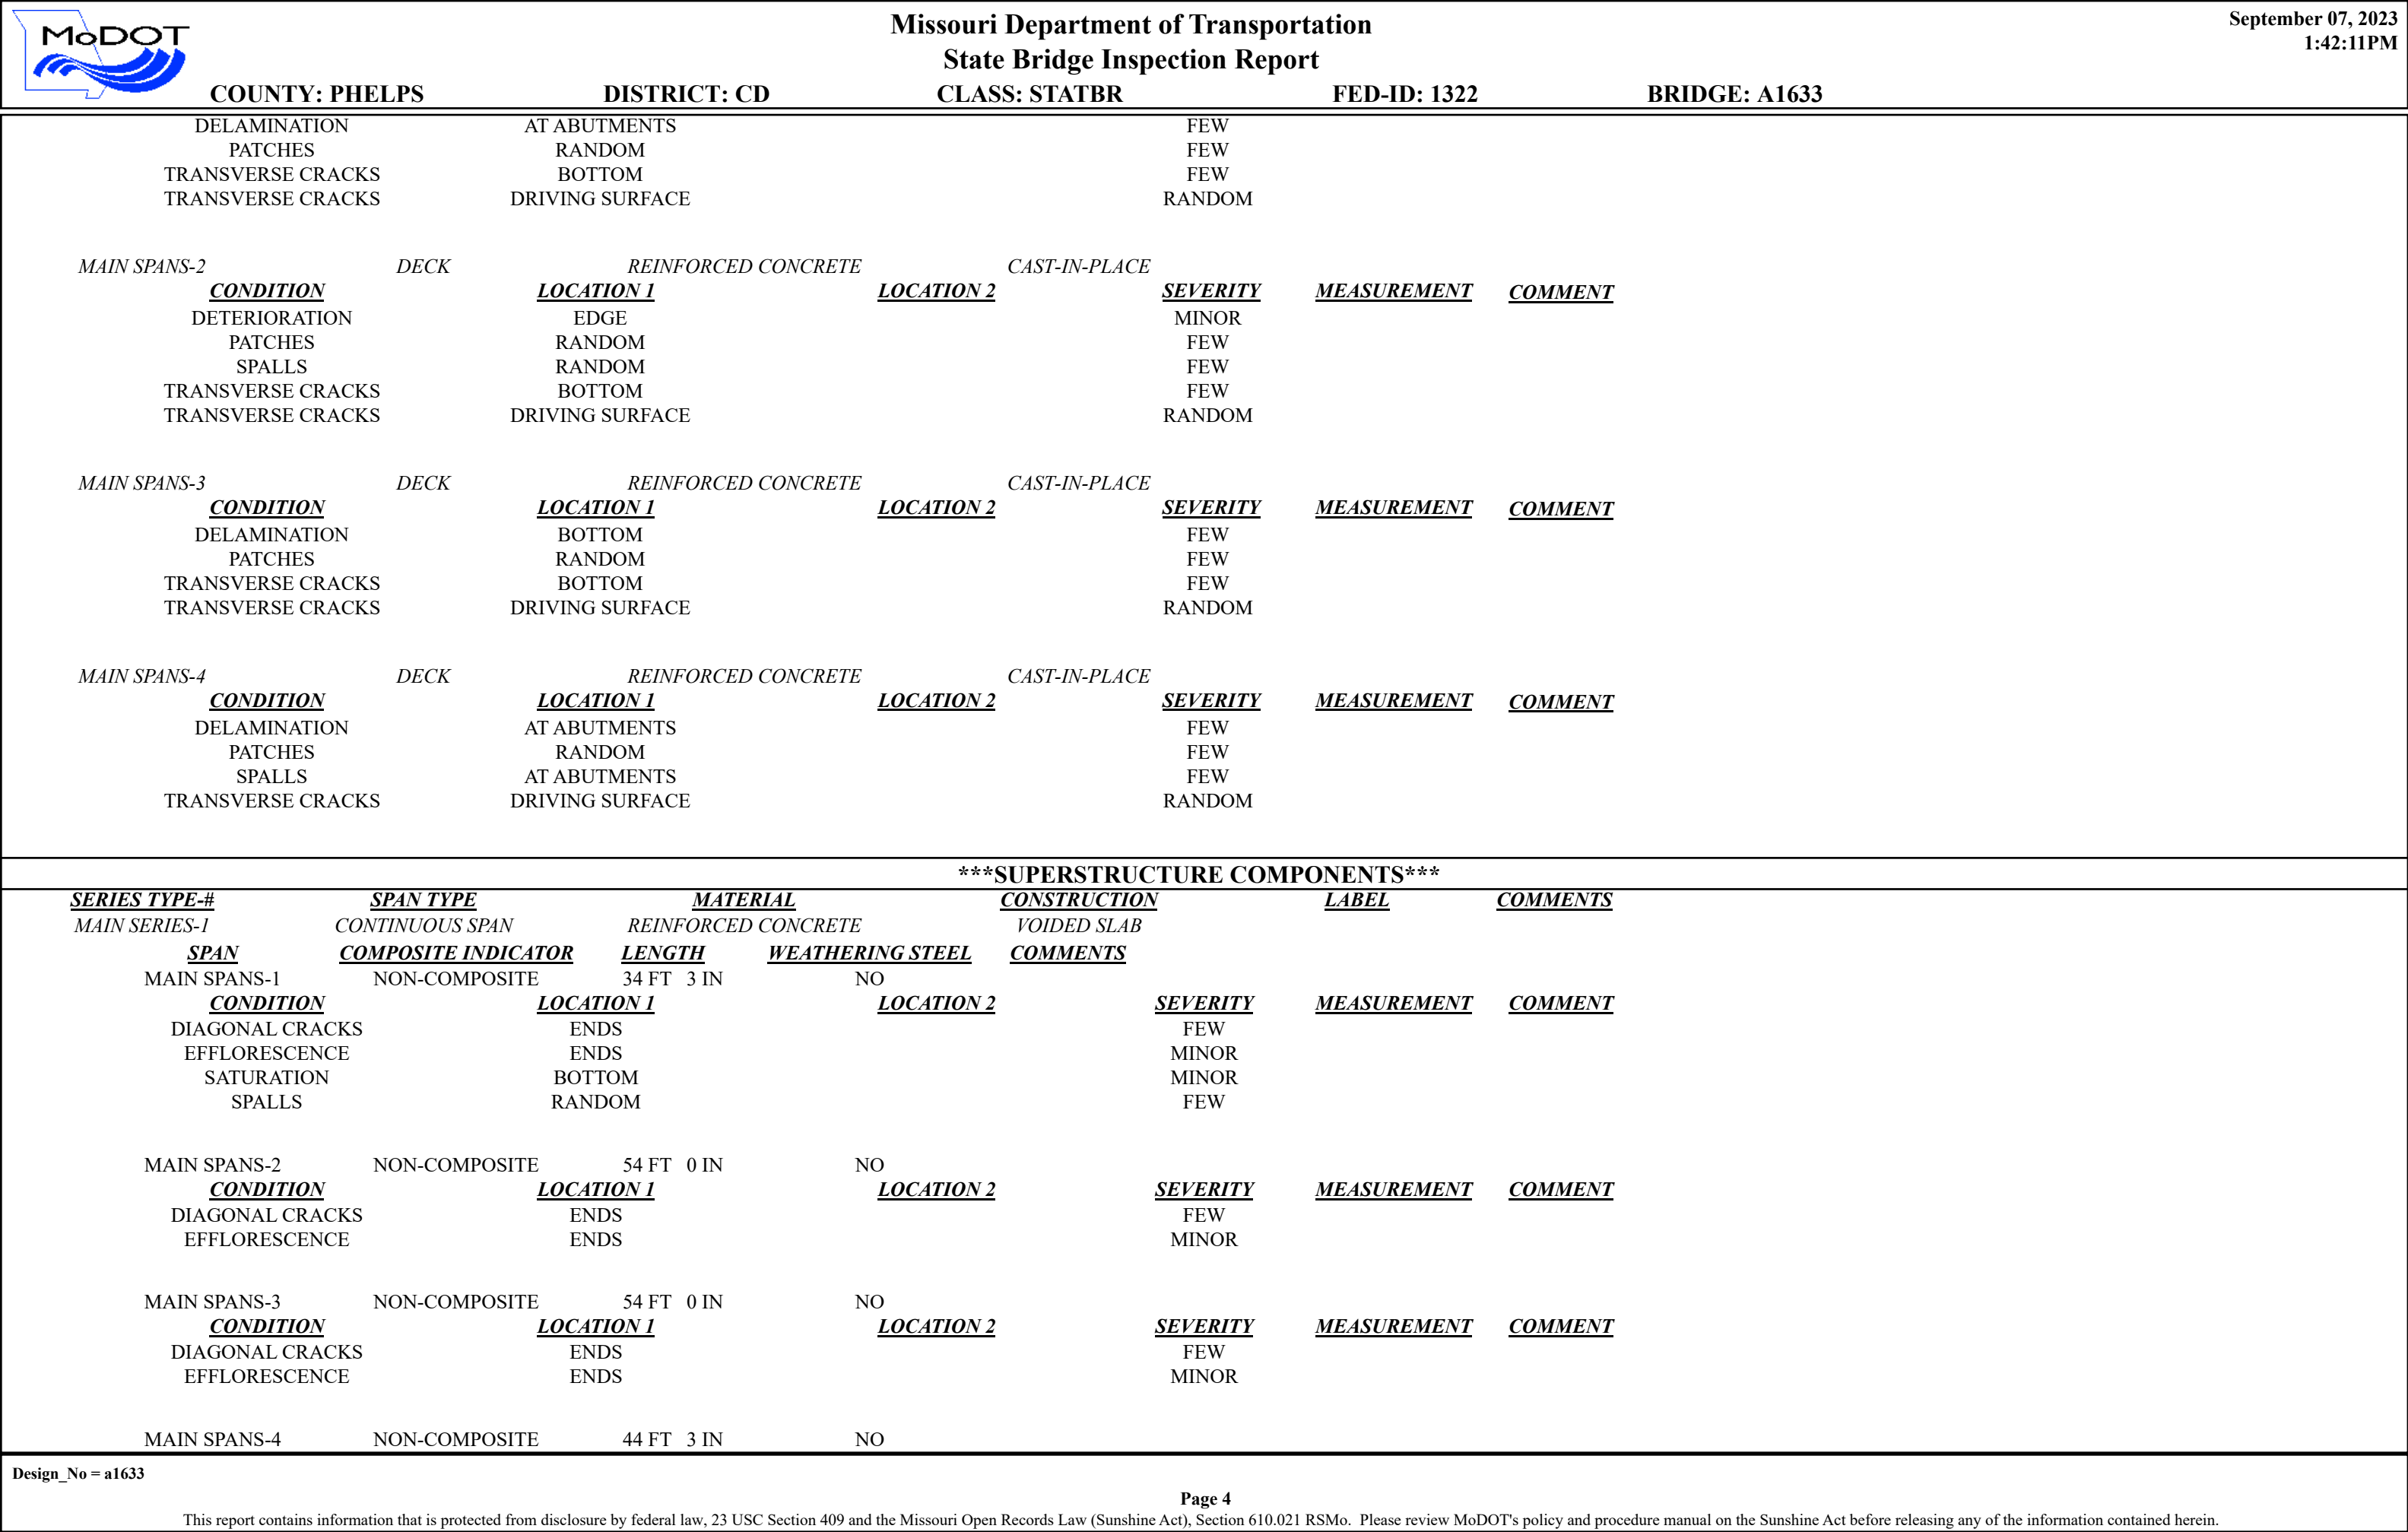 MoDOT
Missouri Department of Transportation
State Bridge Inspection Report
September 07, 2023
1:42:11PM
COUNTY: PHELPS DISTRICT: CD CLASS: STATBR FED-ID: 1322 BRIDGE: A1633
DELAMINATION AT ABUTMENTS FEW
PATCHES RANDOM FEW
TRANSVERSE CRACKS BOTTOM FEW
TRANSVERSE CRACKS DRIVING SURFACE RANDOM
MAIN SPANS-2 DECK REINFORCED CONCRETE CAST-IN-PLACE
CONDITION LOCATION 1 LOCATION 2 SEVERITY MEASUREMENT COMMENT
DETERIORATION EDGE MINOR
PATCHES RANDOM FEW
SPALLS RANDOM FEW
TRANSVERSE CRACKS BOTTOM FEW
TRANSVERSE CRACKS DRIVING SURFACE RANDOM
MAIN SPANS-3 DECK REINFORCED CONCRETE CAST-IN-PLACE
CONDITION LOCATION 1 LOCATION 2 SEVERITY MEASUREMENT COMMENT
DELAMINATION BOTTOM FEW
PATCHES RANDOM FEW
TRANSVERSE CRACKS BOTTOM FEW
TRANSVERSE CRACKS DRIVING SURFACE RANDOM
MAIN SPANS-4 DECK REINFORCED CONCRETE CAST-IN-PLACE
CONDITION LOCATION 1 LOCATION 2 SEVERITY MEASUREMENT COMMENT
DELAMINATION AT ABUTMENTS FEW
PATCHES RANDOM FEW
SPALLS AT ABUTMENTS FEW
TRANSVERSE CRACKS DRIVING SURFACE RANDOM
***SUPERSTRUCTURE COMPONENTS***
SERIES TYPE-# SPAN TYPE MATERIAL CONSTRUCTION LABEL COMMENTS
MAIN SERIES-1 CONTINUOUS SPAN REINFORCED CONCRETE VOIDED SLAB
SPAN COMPOSITE INDICATOR LENGTH WEATHERING STEEL COMMENTS
MAIN SPANS-1 NON-COMPOSITE 34 FT 3 IN NO
CONDITION LOCATION 1 LOCATION 2 SEVERITY MEASUREMENT COMMENT
DIAGONAL CRACKS ENDS FEW
EFFLORESCENCE ENDS MINOR
SATURATION BOTTOM MINOR
SPALLS RANDOM FEW
MAIN SPANS-2 NON-COMPOSITE 54 FT 0 IN NO
CONDITION LOCATION 1 LOCATION 2 SEVERITY MEASUREMENT COMMENT
DIAGONAL CRACKS ENDS FEW
EFFLORESCENCE ENDS MINOR
MAIN SPANS-3 NON-COMPOSITE 54 FT 0 IN NO
CONDITION LOCATION 1 LOCATION 2 SEVERITY MEASUREMENT COMMENT
DIAGONAL CRACKS ENDS FEW
EFFLORESCENCE ENDS MINOR
MAIN SPANS-4 NON-COMPOSITE 44 FT 3 IN NO
Design_No = a1633
Page 4
This report contains information that is protected from disclosure by federal law, 23 USC Section 409 and the Missouri Open Records Law (Sunshine Act), Section 610.021 RSMo. Please review MoDOT's policy and procedure manual on the Sunshine Act before releasing any of the information contained herein.